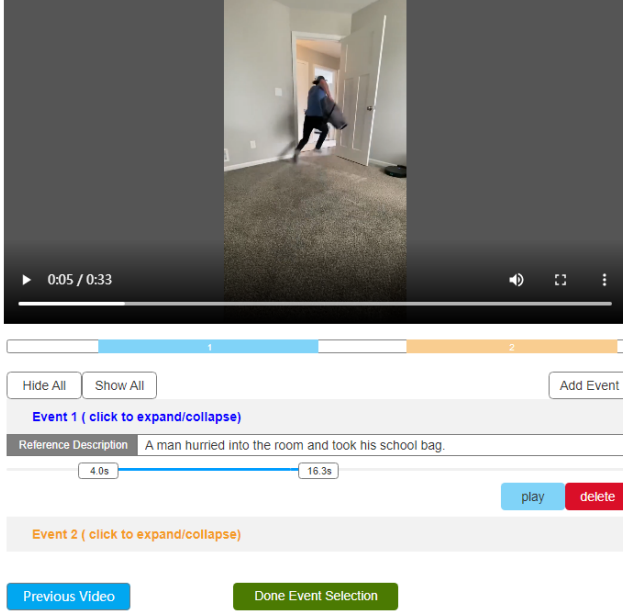 0:05 / 0:33
1 2
Hide All Show All Add Event
Event 1 ( click to expand/collapse)
Reference Description A man hurried into the room and took his school bag.
4.0s 16.3s
play delete
Event 2 ( click to expand/collapse)
Previous Video Done Event Selection